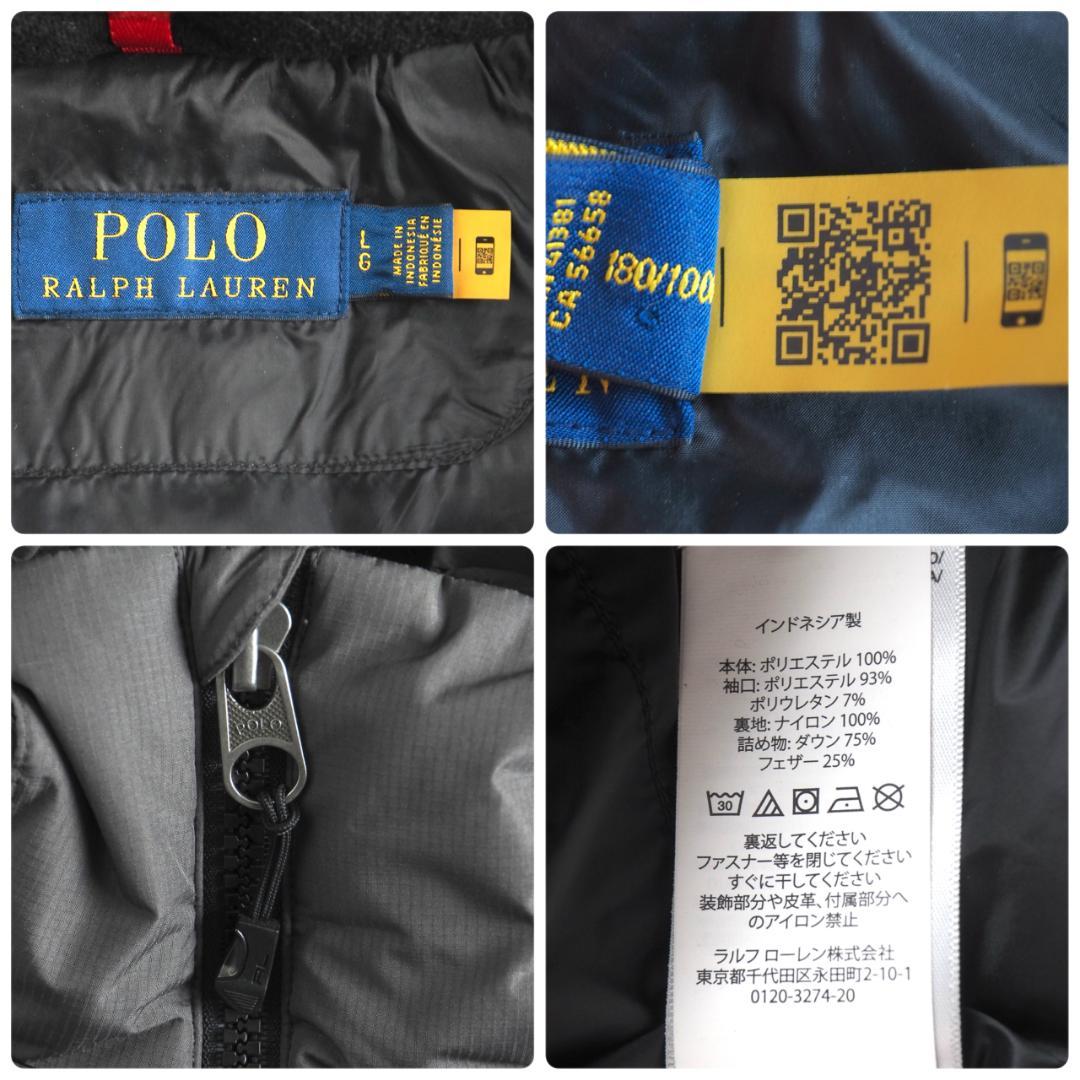 POLO
RALPH LAUREN
L
G
MADE IN
INDONESIA
FABRIQUÉ EN
INDONÉSIE
41381
CA 56658
180/100
POLO
RL
インドネシア製
本体: ポリエステル 100%
袖口: ポリエステル 93%
ポリウレタン 7%
裏地: ナイロン 100%
詰め物: ダウン 75%
フェザー 25%
30
裏返してください
ファスナー等を閉じてください
すぐに干してください
装飾部分や皮革、付属部分へ
のアイロン禁止
ラルフ ローレン株式会社
東京都千代田区永田町2-10-1
0120-3274-20